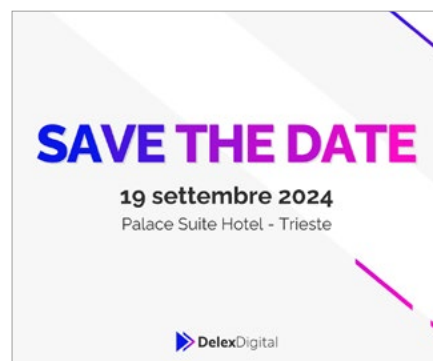 SAVE THE DATE
19 settembre 2024
Palace Suite Hotel - Trieste
DelexDigital